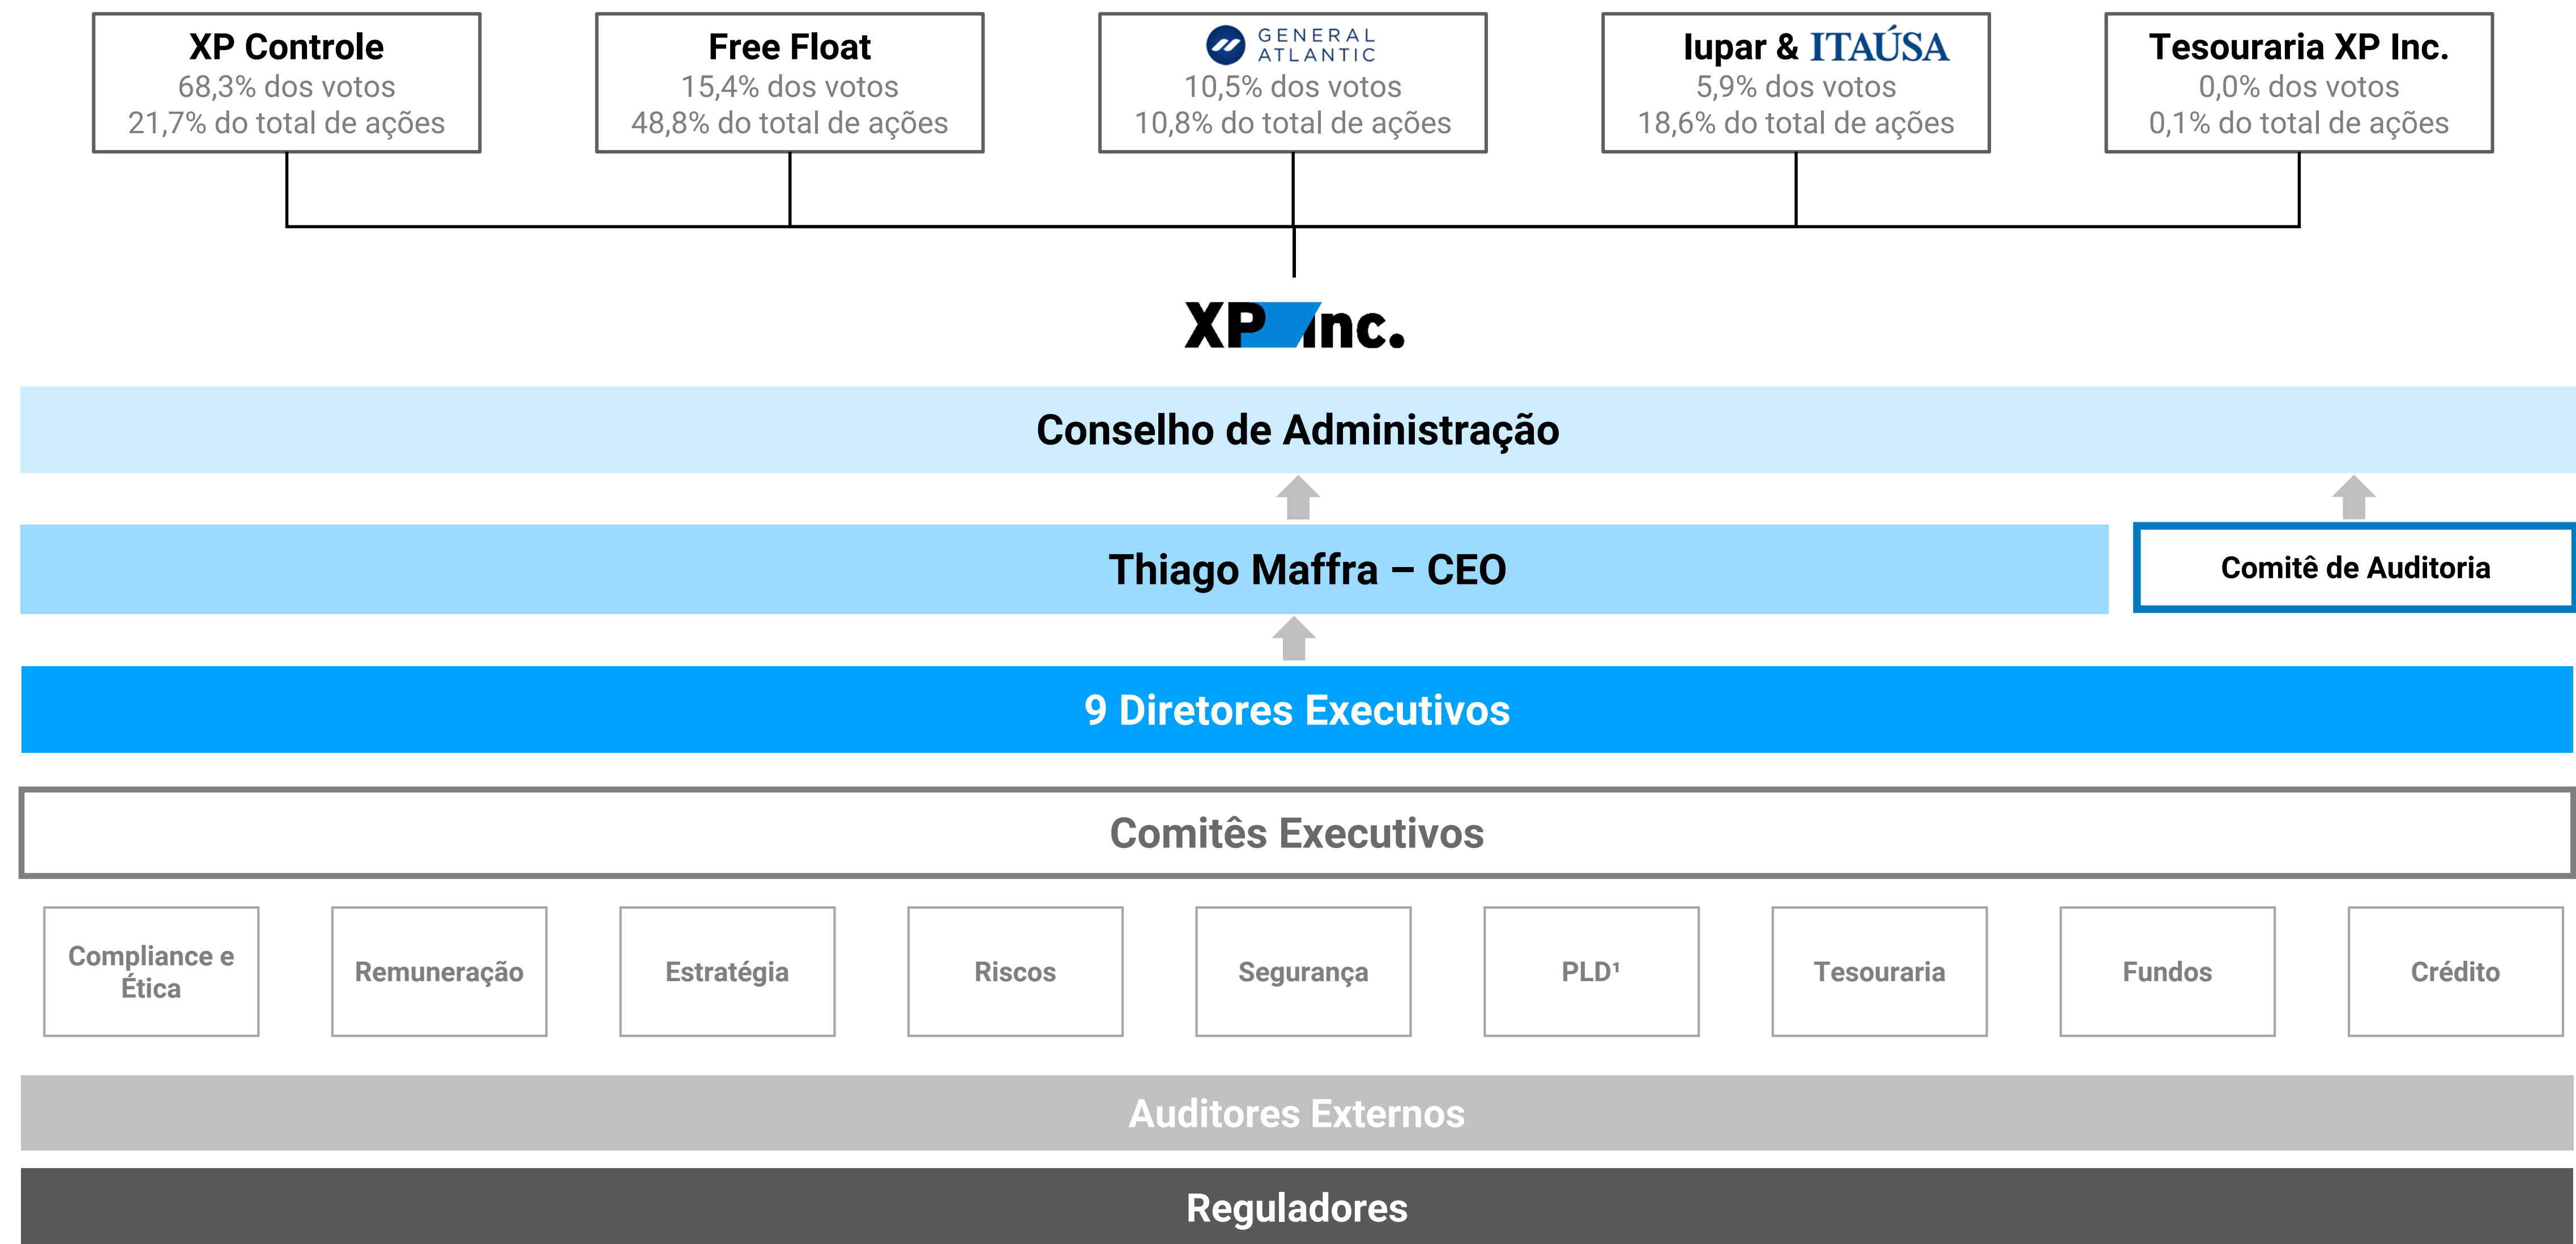 XP Controle
68,3% dos votos
21,7% do total de ações
Free Float
15,4% dos votos
48,8% do total de ações
GENERAL
ATLANTIC
10,5% dos votos
10,8% do total de ações
Iupar & ITAÚSA
5,9% dos votos
18,6% do total de ações
Tesouraria XP Inc.
0,0% dos votos
0,1% do total de ações
XP Inc.
Conselho de Administração
Thiago Maffra – CEO
Comitê de Auditoria
9 Diretores Executivos
Comitês Executivos
Compliance e
Ética
Remuneração
Estratégia
Riscos
Segurança
PLD¹
Tesouraria
Fundos
Crédito
Auditores Externos
Reguladores